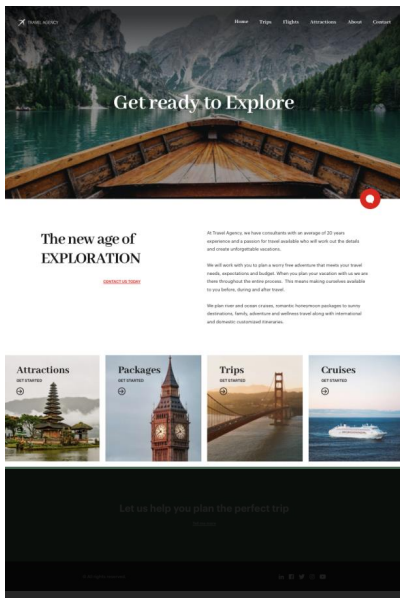 TRAVEL AGENCY
Home Trips Flights Attractions About Contact
Get ready to Explore
The new age of
EXPLORATION
CONTACT US TODAY
At Travel Agency, we have consultants with an average of 20 years
experience and a passion for travel available who will work out the details
and create unforgettable vacations.
We will work with you to plan a worry free adventure that meets your travel
needs, expectations and budget. When you plan your vacation with us we are
there throughout the entire process. This means making ourselves available
to you before, during and after travel.
We plan river and ocean cruises, romantic honeymoon packages to sunny
destinations, family, adventure and wellness travel along with international
and domestic customized itineraries.
Attractions
GET STARTED
Packages
GET STARTED
Trips
GET STARTED
Cruises
GET STARTED
Let us help you plan the perfect trip